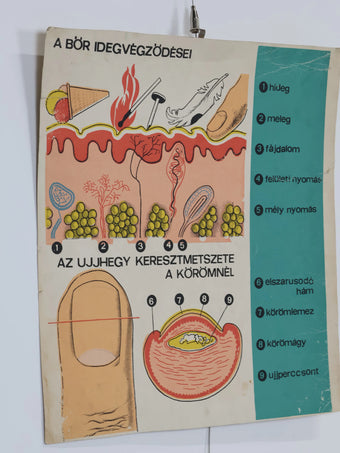 A BŐR IDEGVÉGZŐDÉSEI
1 hideg
2 meleg
3 fájdalom
4 felületi nyomás
5 mély nyomás
1 2 3 4 5
AZ UJJHEGY KERESZTMETSZETE
A KÖRÖMNÉL
6 7 8 9
6 elszarusodó
hám
7 körömlemez
8 körömágy
9 ujjperccsont